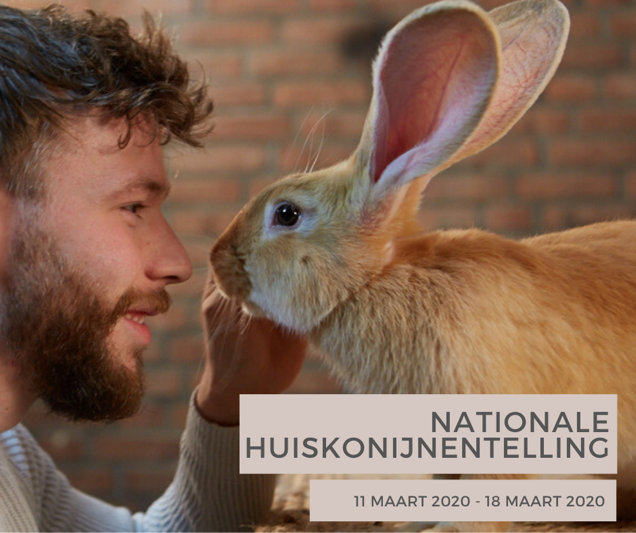 NATIONALE
HUISKONIJNENTELLING
11 MAART 2020 - 18 MAART 2020